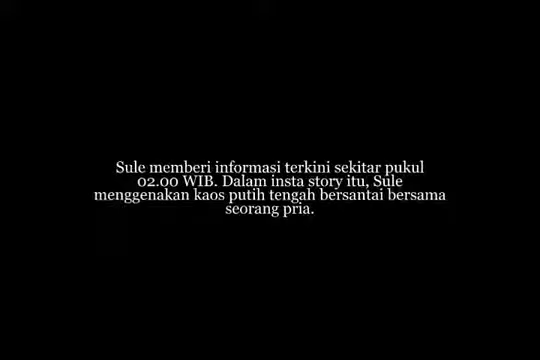 Sule memberi informasi terkini sekitar pukul
02.00 WIB. Dalam insta story itu, Sule
menggenakan kaos putih tengah bersantai bersama
seorang pria.